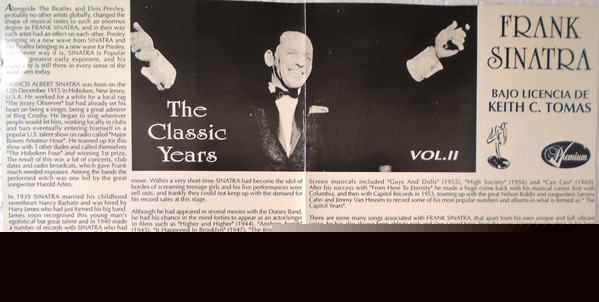 Alongside The Beatles and Elvis Presley,
probably no other artists globally, changed the
shape of musical tastes to such an enormous
degree as FRANK SINATRA, and in their way
each artist had an effect on each other. Presley
bringing in a new wave from SINATRA and
The Beatles bringing in a new wave for Presley.
way it is, SINATRA is Popular
greatest early exponent, and his
is still there in every sense of the
today.
FRANCIS ALBERT SINATRA was born on the
12th December 1915 in Hoboken, New Jersey,
U.S.A. He worked for a while for a local rag
"The Jersey Observer" but had already set his
heart on being a singer, being a great admirer
of Bing Crosby. He began to sing wherever
people would let him, working locally in clubs
and bars eventually entering himself in a
popular U.S. talent show on radio called "Major
Bowes Amateur Hour". He teamed up for this
show with 3 other dudes and called themselves
"The Hoboken Four" and winning 1st prize.
The result of this was a lot of concerts, club
dates and radio broadcasts, which gave Frank
much needed exposure. Among the bands he
performed with was one led by the great
songwriter Harold Arlen.
In 1939 SINATRA married his childhood
sweetheart Nancy Barbato and was hired by
Harry James who had just formed his big band.
James soon recognised this young man's
egotistical but great talent and in 1940 made
a number of records with SINATRA who had
The
Classic
Years
VOL.II
move. Within a very short time SINATRA had become the idol of
hordes of screaming teenage girls and his live performances were
sell outs, and frankly they could not keep up with the demand for
his record sales at this stage.
Although he had appeared in several movies with the Dorsey Band,
he had his chance in the mind forties to appear as an actor/singer
in films such as "Higher and Higher" (1944), "Anchors
(1945), "It Happened in Brooklyn" (1947),
Screen musicals included "Guys And Dolls" (1955), "High Society" (1956) and "Can Can" (1960).
After his success with "From Here To Eternity" he made a huge come back with his musical career first with
Columbia, and then with Capitol Records in 1953, teaming up with the great Nelson Riddle and songwriters Sammy
Cahn and Jimmy Van Heusen to record some of his most popular numbers and albums in what is termed as " The
Capitol Years".
There are some many songs associated with FRANK SINATRA, that apart from his own unique and full vibrant
FRANK
SINATRA
BAJO LICENCIA DE
KEITH C. TOMAS
Premium